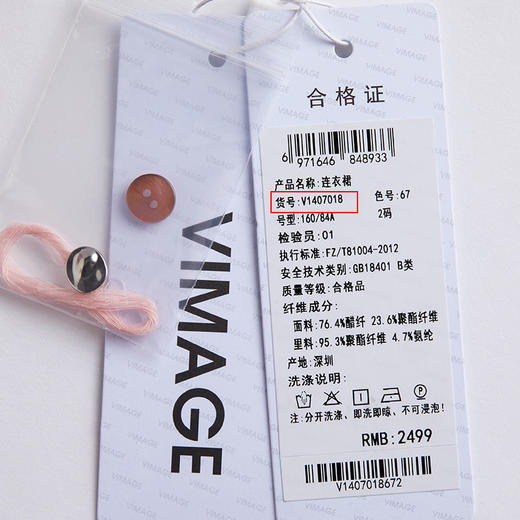 VIMAGE
合格证
6 971646 848933
产品名称:连衣裙
货号:V1407018 色号:67
号型:160/84A 2码
检验员:01
执行标准:FZ/T81004-2012
安全技术类别:GB18401 B类
质量等级:合格品
纤维成分:
面料:76.4%醋纤 23.6%聚酯纤维
里料:95.3%聚酯纤维 4.7%氨纶
产地:深圳
洗涤说明:
注:分开洗涤、即洗即晾、不可浸泡!
RMB:2499
V1407018672